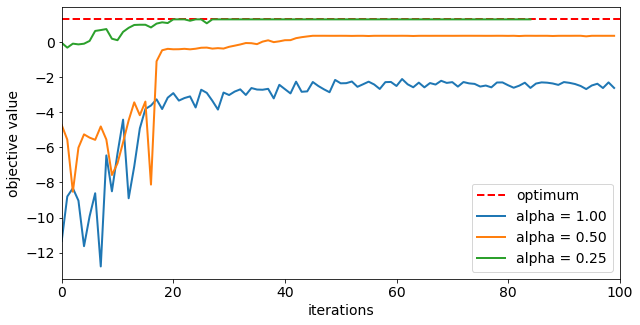 0
−2
−4
−6
−8
−10
−12
objective value
0
20
40
60
80
100
iterations
optimum
alpha = 1.00
alpha = 0.50
alpha = 0.25